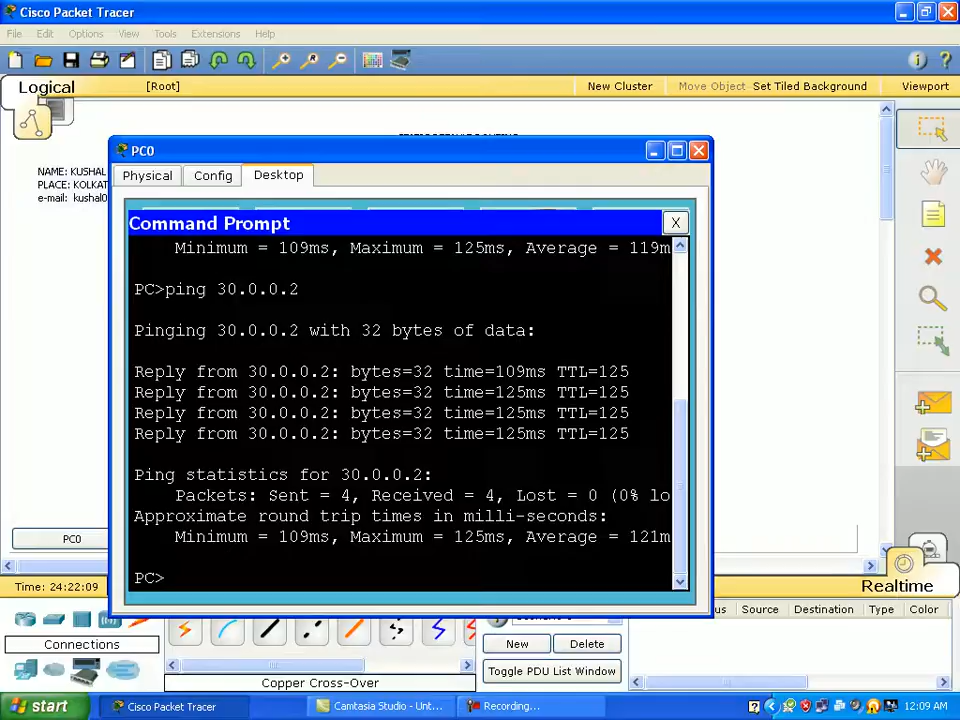 Cisco Packet Tracer
File Edit Options View Tools Extensions Help
Logical
[Root]
New Cluster
Move Object
Set Tiled Background
Viewport
NAME: KUSHAL
PLACE: KOLKAT
e-mail: kushal0
PC0
Physical
Config
Desktop
Command Prompt
X
Minimum = 109ms, Maximum = 125ms, Average = 119m
PC>ping 30.0.0.2
Pinging 30.0.0.2 with 32 bytes of data:
Reply from 30.0.0.2: bytes=32 time=109ms TTL=125
Reply from 30.0.0.2: bytes=32 time=125ms TTL=125
Reply from 30.0.0.2: bytes=32 time=125ms TTL=125
Reply from 30.0.0.2: bytes=32 time=125ms TTL=125
Ping statistics for 30.0.0.2:
Packets: Sent = 4, Received = 4, Lost = 0 (0% lo
Approximate round trip times in milli-seconds:
Minimum = 109ms, Maximum = 125ms, Average = 121m
PC>
PC0
Time: 24:22:09
Realtime
us Source Destination Type Color
Connections
New
Delete
Toggle PDU List Window
Copper Cross-Over
start
Cisco Packet Tracer
Camtasia Studio - Unt...
Recording...
12:09 AM